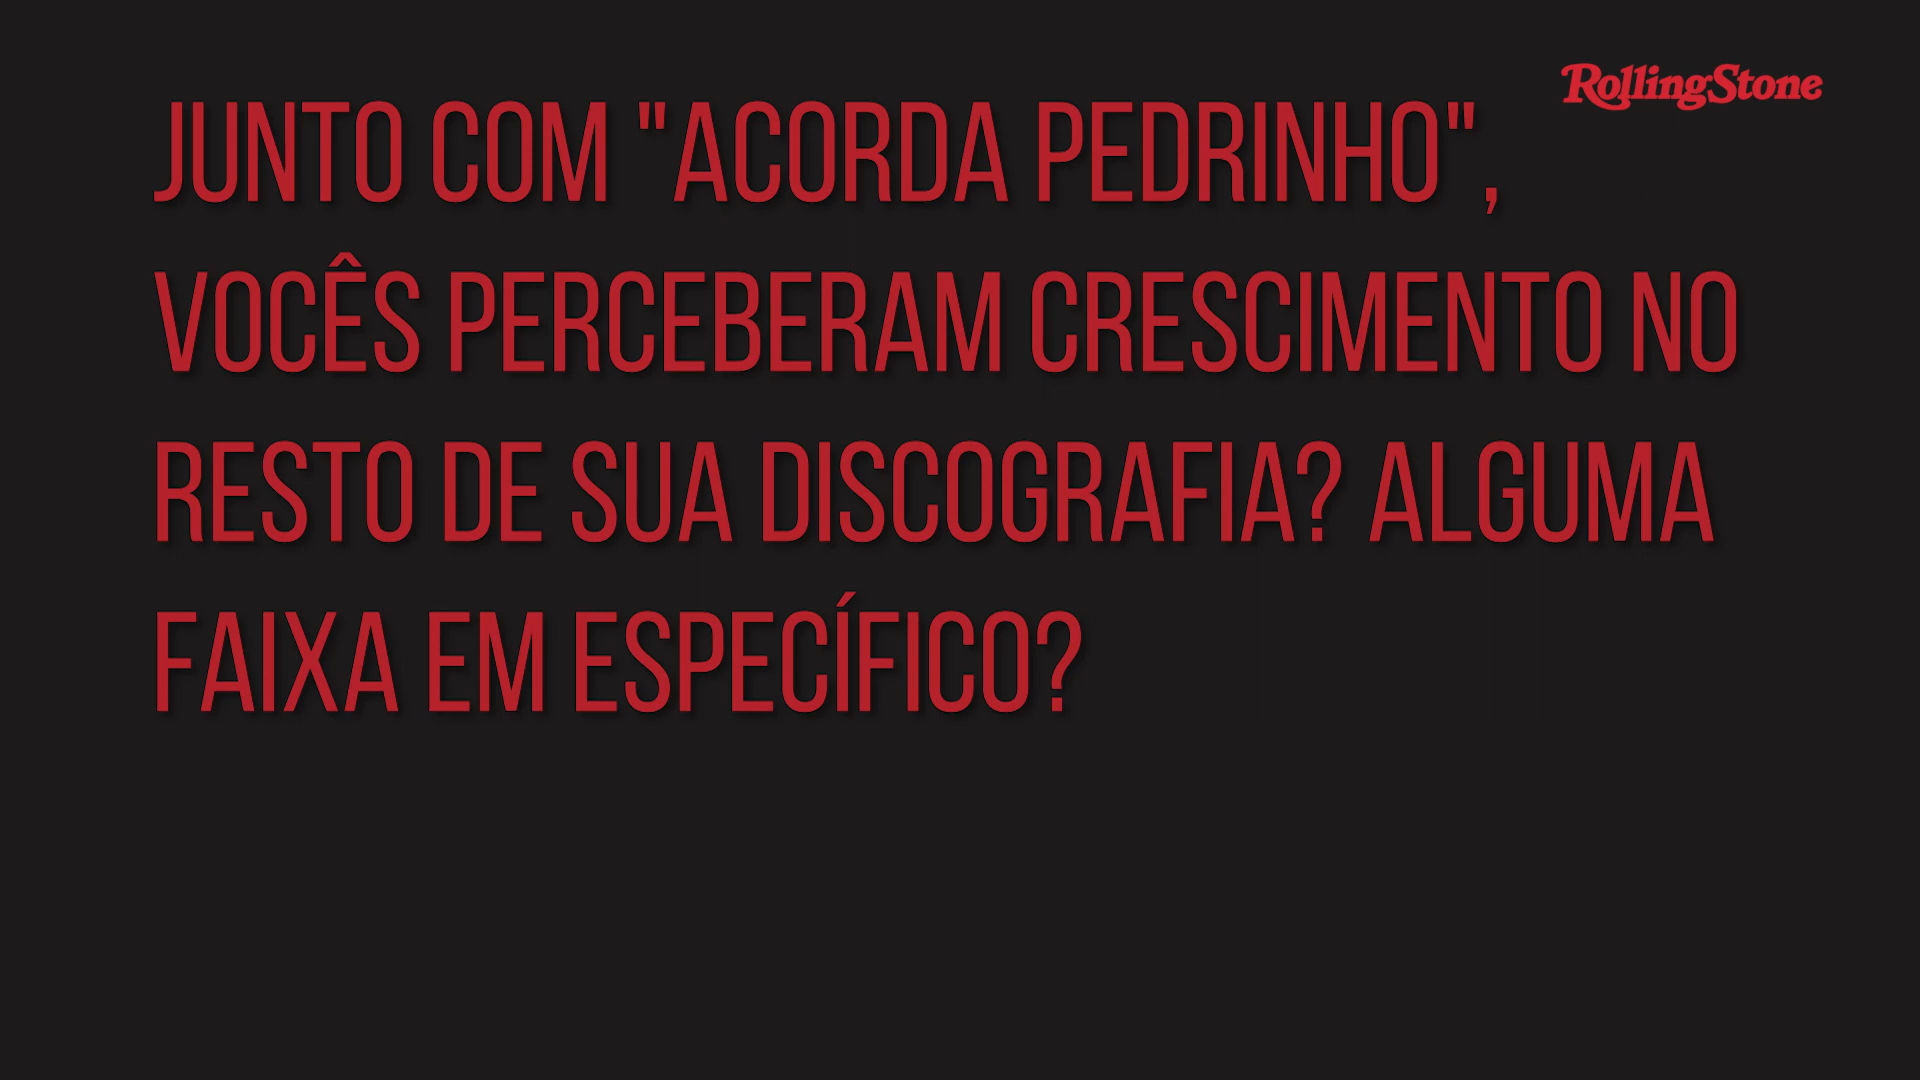 RollingStone
JUNTO COM "ACORDA PEDRINHO",
VOCÊS PERCEBERAM CRESCIMENTO NO
RESTO DE SUA DISCOGRAFIA? ALGUMA
FAIXA EM ESPECÍFICO?